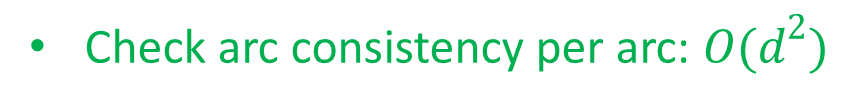 • Check arc consistency per arc: O(d²)